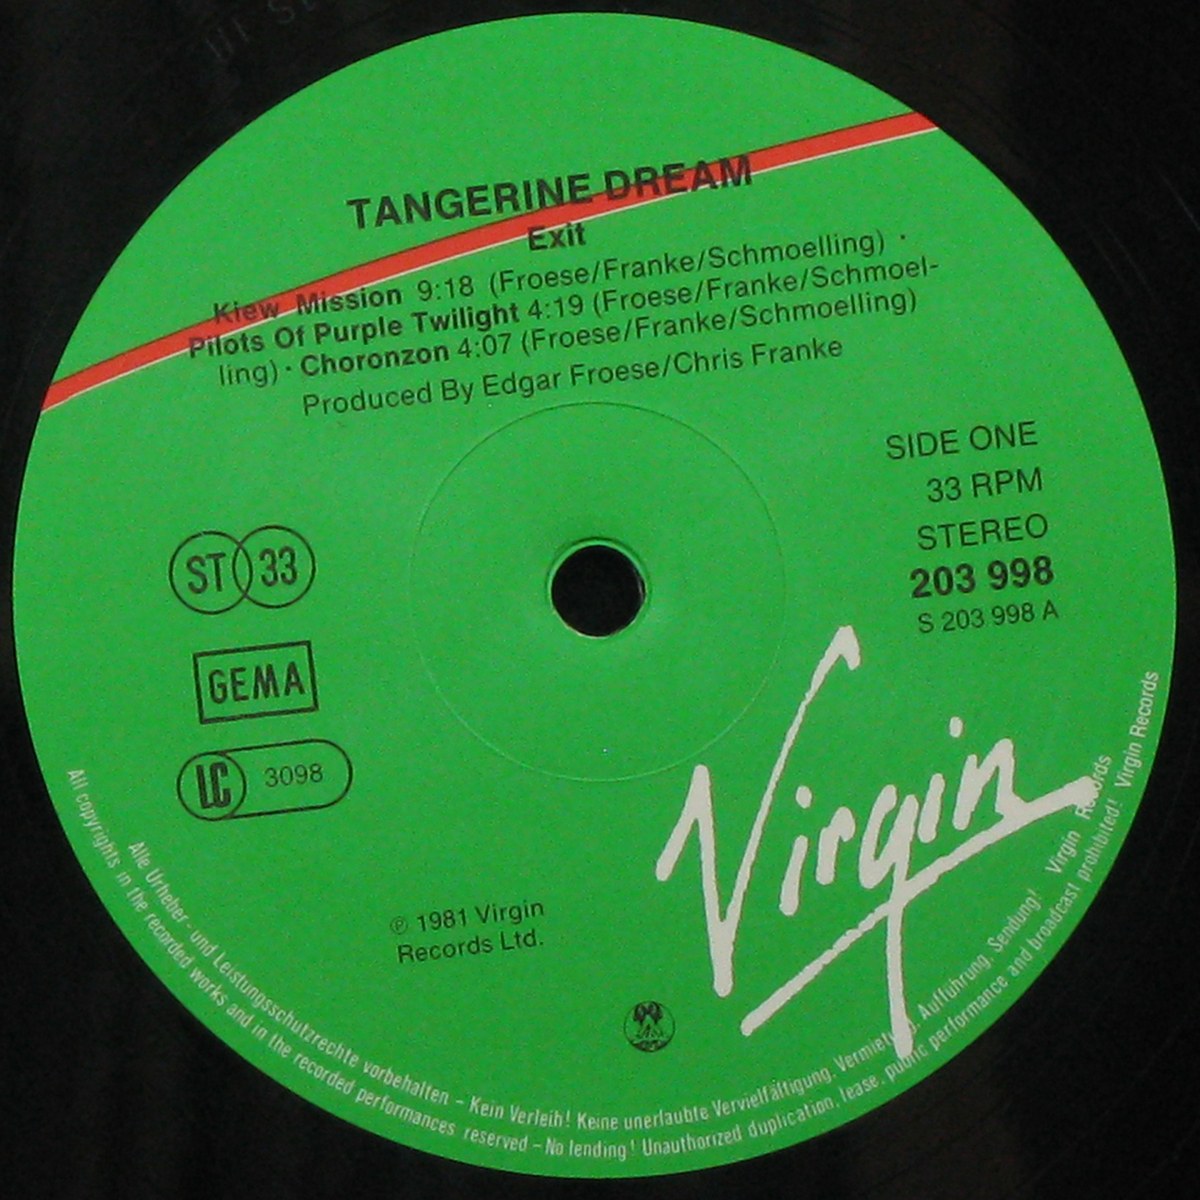 TANGERINE DREAM
Exit
Kiew Mission 9:18 (Froese/Franke/Schmoelling) ·
Pilots Of Purple Twilight 4:19 (Froese/Franke/Schmoel-
ling) · Choronzon 4:07 (Froese/Franke/Schmoelling)
Produced By Edgar Froese/Chris Franke
SIDE ONE
33 RPM
STEREO
203 998
S 203 998 A
ST 33
GEMA
LC 3098
Virgin
℗ 1981 Virgin
Records Ltd.
Alle Urheber- und Leistungsschutzrechte vorbehalten – Kein Verleih! Keine unerlaubte Vervielfältigung, Vermietung, Aufführung, Sendung! Virgin Records
All copyrights in the recorded works and in the recorded performances reserved – No lending! Unauthorized duplication, lease, public performance and broadcast prohibited! Virgin Records